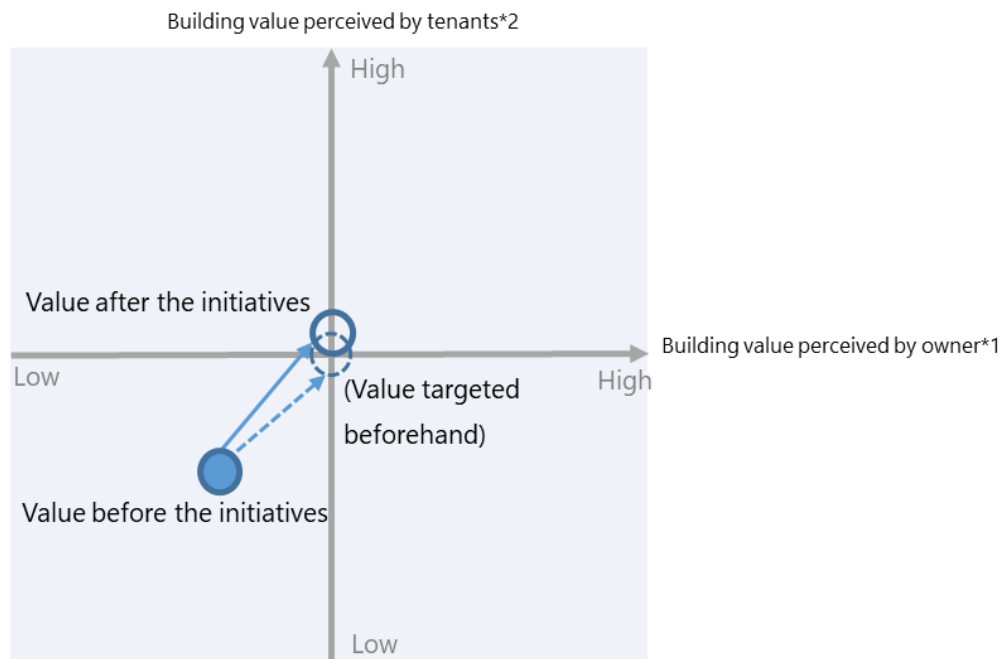 Building value perceived by tenants*2
High
Value after the initiatives
Building value perceived by owner*1
Low
High
(Value targeted
beforehand)
Value before the initiatives
Low